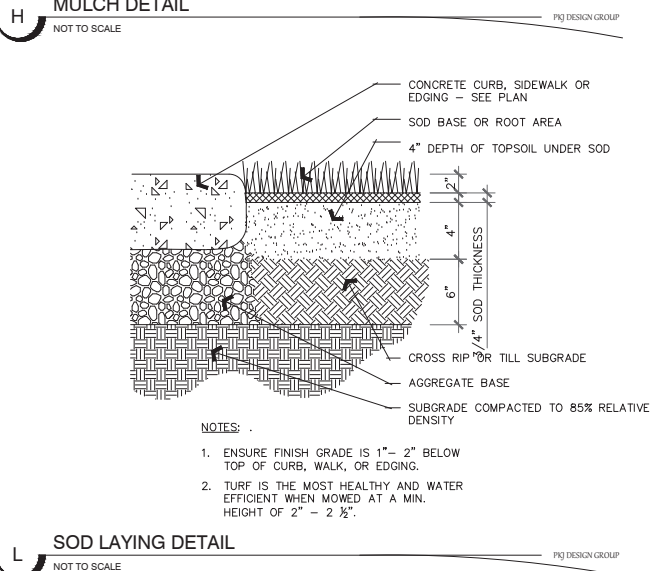 H
MULCH DETAIL
NOT TO SCALE
PKJ DESIGN GROUP
CONCRETE CURB, SIDEWALK OR
EDGING – SEE PLAN
SOD BASE OR ROOT AREA
4" DEPTH OF TOPSOIL UNDER SOD
2"
4"
6"
3/4" SOD THICKNESS
CROSS RIP OR TILL SUBGRADE
AGGREGATE BASE
SUBGRADE COMPACTED TO 85% RELATIVE
DENSITY
NOTES: .
1. ENSURE FINISH GRADE IS 1"– 2" BELOW
TOP OF CURB, WALK, OR EDGING.
2. TURF IS THE MOST HEALTHY AND WATER
EFFICIENT WHEN MOWED AT A MIN.
HEIGHT OF 2" – 2 ½".
L
SOD LAYING DETAIL
NOT TO SCALE
PKJ DESIGN GROUP